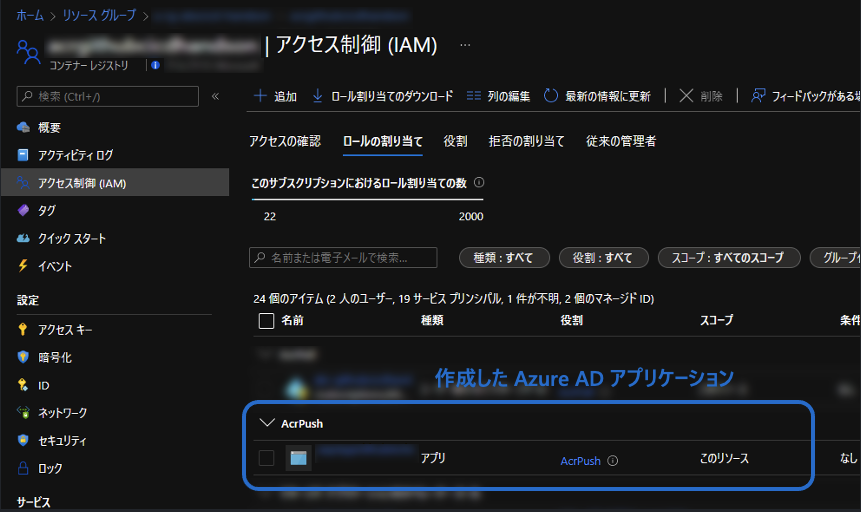 ホーム > リソース グループ >
| アクセス制御 (IAM) …
コンテナー レジストリ
検索 (Ctrl+/)
«
概要
アクティビティ ログ
アクセス制御 (IAM)
タグ
クイック スタート
イベント
設定
アクセス キー
暗号化
ID
ネットワーク
セキュリティ
ロック
サービス
追加 ロール割り当てのダウンロード 列の編集 最新の情報に更新 | 削除 | フィードバックがある場
アクセスの確認 ロールの割り当て 役割 拒否の割り当て 従来の管理者
このサブスクリプションにおけるロール割り当ての数
22 2000
名前または電子メールで検索... 種類 : すべて 役割 : すべて スコープ : すべてのスコープ グループ化
24 個のアイテム (2 人のユーザー, 19 サービス プリンシパル, 1 件が不明, 2 個のマネージド ID)
名前 種類 役割 スコープ 条件
作成した Azure AD アプリケーション
AcrPush
アプリ AcrPush このリソース なし